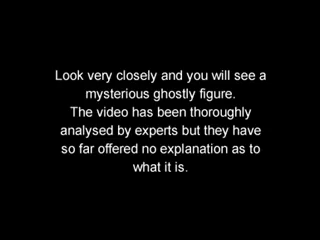 Look very closely and you will see a
mysterious ghostly figure.
The video has been thoroughly
analysed by experts but they have
so far offered no explanation as to
what it is.